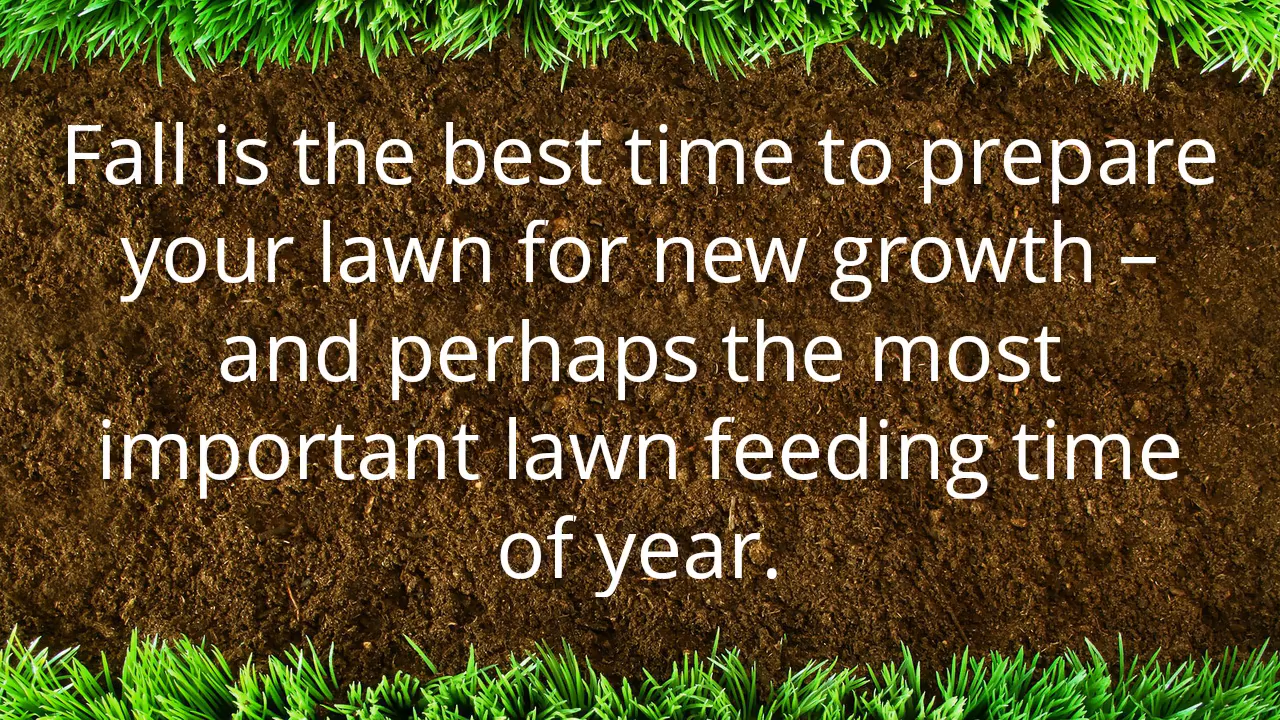 Fall is the best time to prepare
your lawn for new growth –
and perhaps the most
important lawn feeding time
of year.